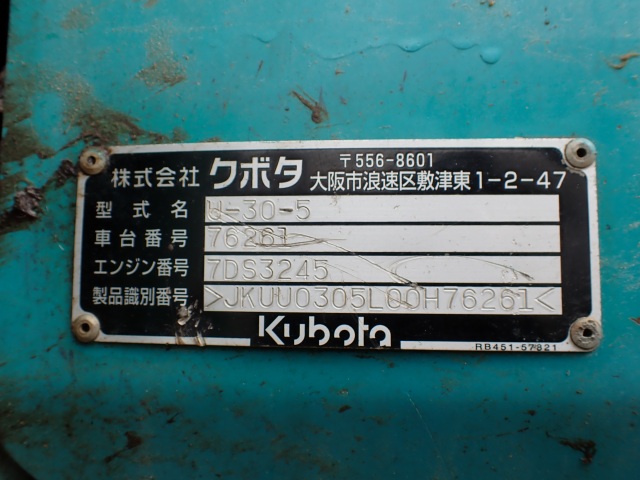 株式会社 クボタ 〒556-8601
大阪市浪速区敷津東1-2-47
型式名 U-30-5
車台番号 76261
エンジン番号 7DS3245
製品識別番号 >JKUU0305L00H76261<
Kubota
RB451-57821